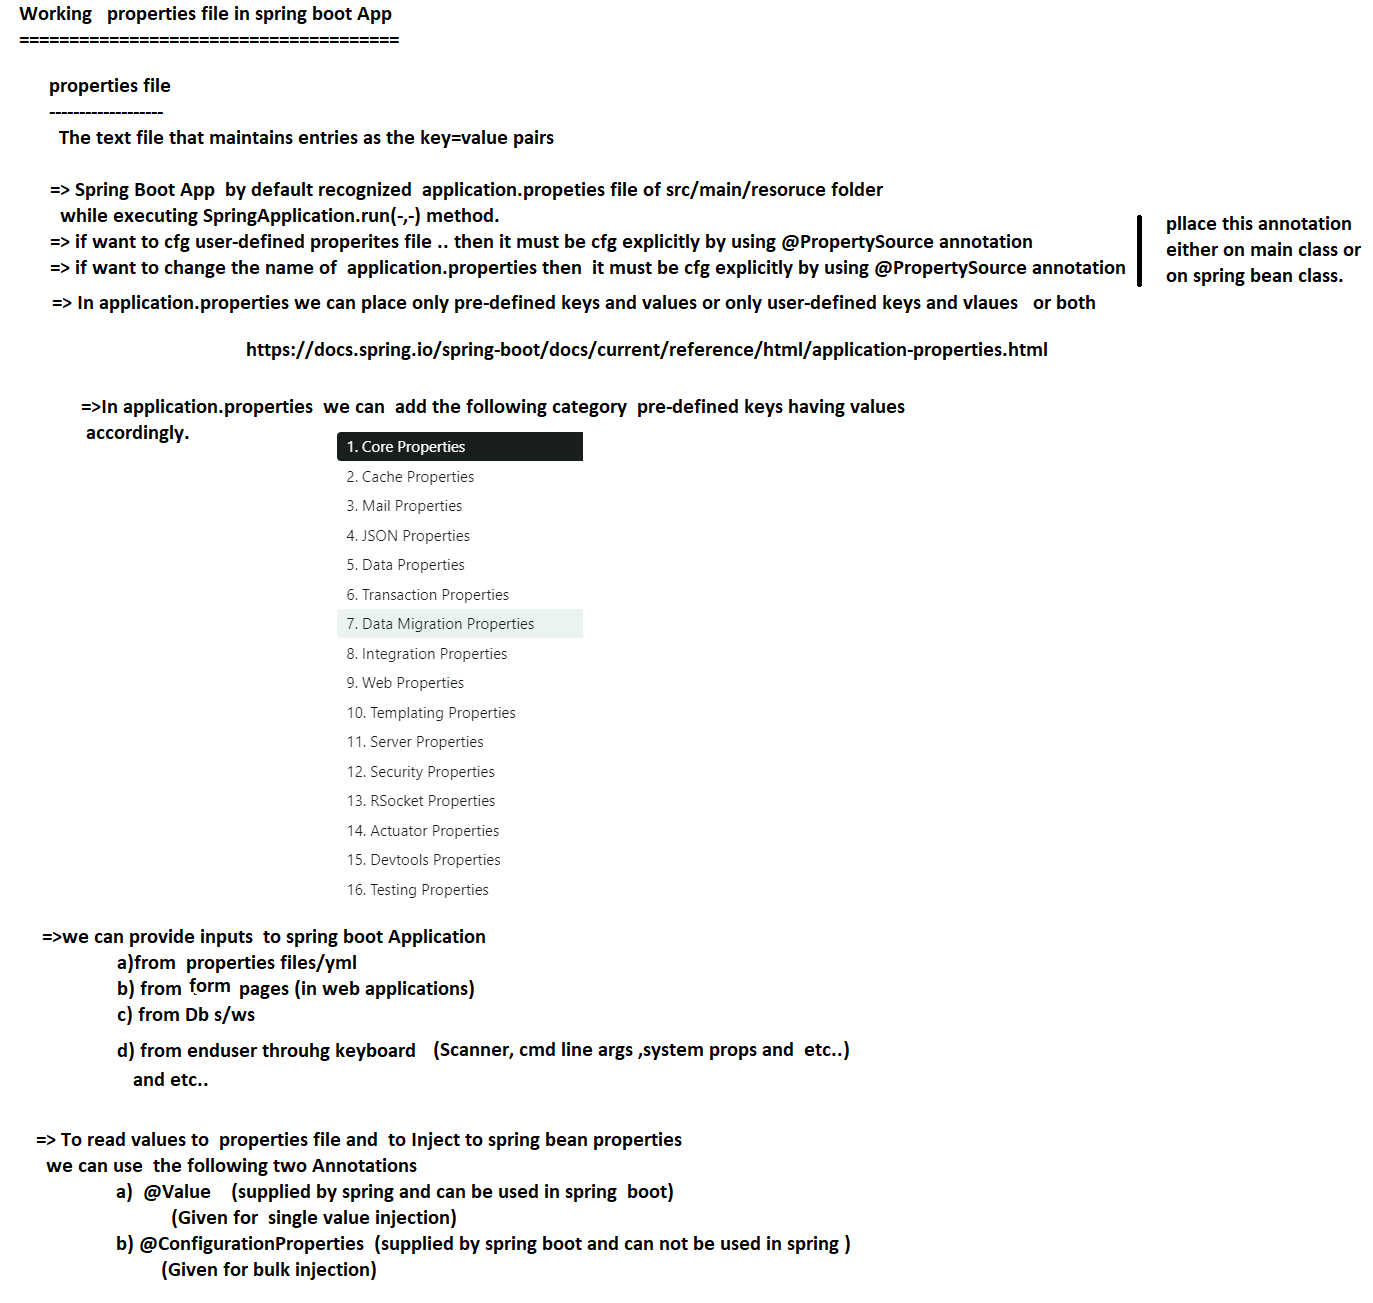 Working properties file in spring boot App
======================================
properties file
-------------------
The text file that maintains entries as the key=value pairs
=> Spring Boot App by default recognized application.propeties file of src/main/resoruce folder
while executing SpringApplication.run(-,-) method.
=> if want to cfg user-defined properites file .. then it must be cfg explicitly by using @PropertySource annotation
=> if want to change the name of application.properties then it must be cfg explicitly by using @PropertySource annotation
pllace this annotation
either on main class or
on spring bean class.
=> In application.properties we can place only pre-defined keys and values or only user-defined keys and vlaues or both
https://docs.spring.io/spring-boot/docs/current/reference/html/application-properties.html
=>In application.properties we can add the following category pre-defined keys having values
accordingly.
1. Core Properties
2. Cache Properties
3. Mail Properties
4. JSON Properties
5. Data Properties
6. Transaction Properties
7. Data Migration Properties
8. Integration Properties
9. Web Properties
10. Templating Properties
11. Server Properties
12. Security Properties
13. RSocket Properties
14. Actuator Properties
15. Devtools Properties
16. Testing Properties
=>we can provide inputs to spring boot Application
a)from properties files/yml
b) from form pages (in web applications)
c) from Db s/ws
d) from enduser throuhg keyboard (Scanner, cmd line args ,system props and etc..)
and etc..
=> To read values to properties file and to Inject to spring bean properties
we can use the following two Annotations
a) @Value (supplied by spring and can be used in spring boot)
(Given for single value injection)
b) @ConfigurationProperties (supplied by spring boot and can not be used in spring )
(Given for bulk injection)